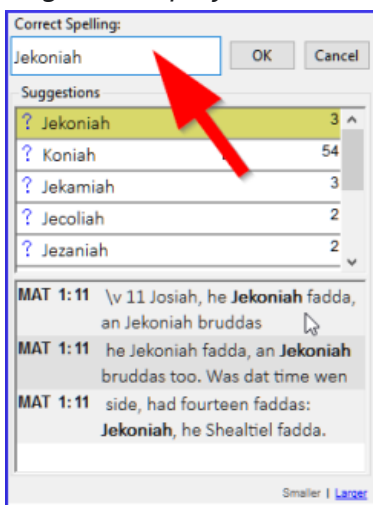 Correct Spelling:
Jekoniah OK Cancel
Suggestions
? Jekoniah 3
? Koniah 54
? Jekamiah 3
? Jecoliah 2
? Jezaniah 2
MAT 1:11 \v 11 Josiah, he Jekoniah fadda,
an Jekoniah bruddas
MAT 1:11 he Jekoniah fadda, an Jekoniah
bruddas too. Was dat time wen
MAT 1:11 side, had fourteen faddas:
Jekoniah, he Shealtiel fadda.
Smaller | Larger